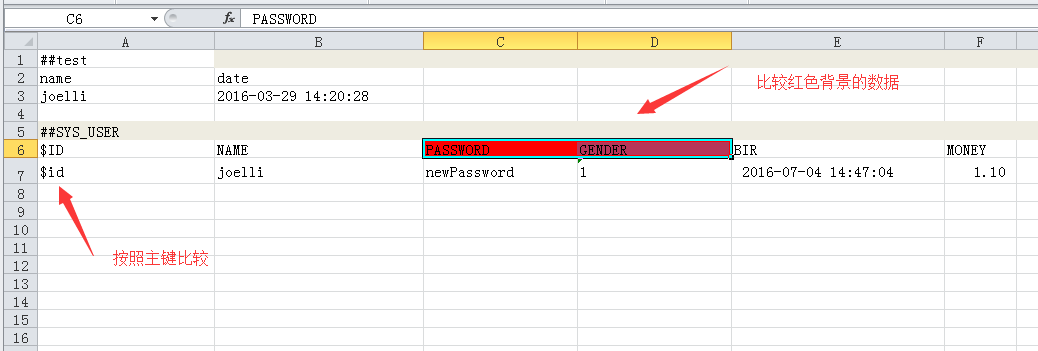 C6 fx PASSWORD
A B C D E F
1 ##test
2 name date
3 joelli 2016-03-29 14:20:28
比较红色背景的数据
4
5 ##SYS_USER
6 $ID NAME PASSWORD GENDER BIR MONEY
7 $id joelli newPassword 1 2016-07-04 14:47:04 1.10
8
9
10
11
按照主键比较
12
13
14
15
16